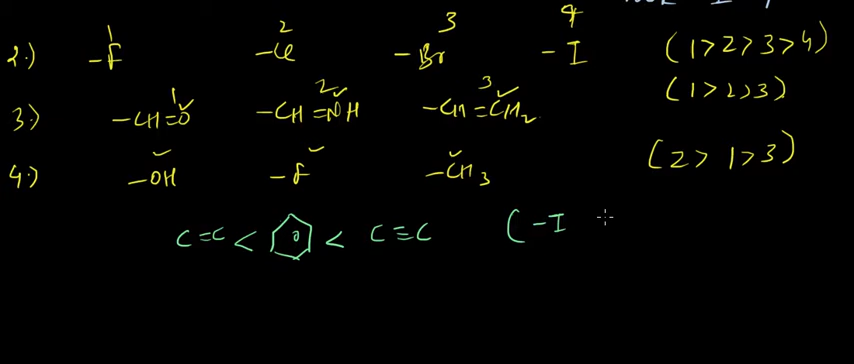 1 2 3 4
2.) -F -Cl -Br -I (1>2>3>4)
1 2 3 (1>2>3)
3.) -CH=O -CH=NH -CH=CH2
4.) -OH -F -CH3 (2>1>3)
C=C < < C≡C (-I